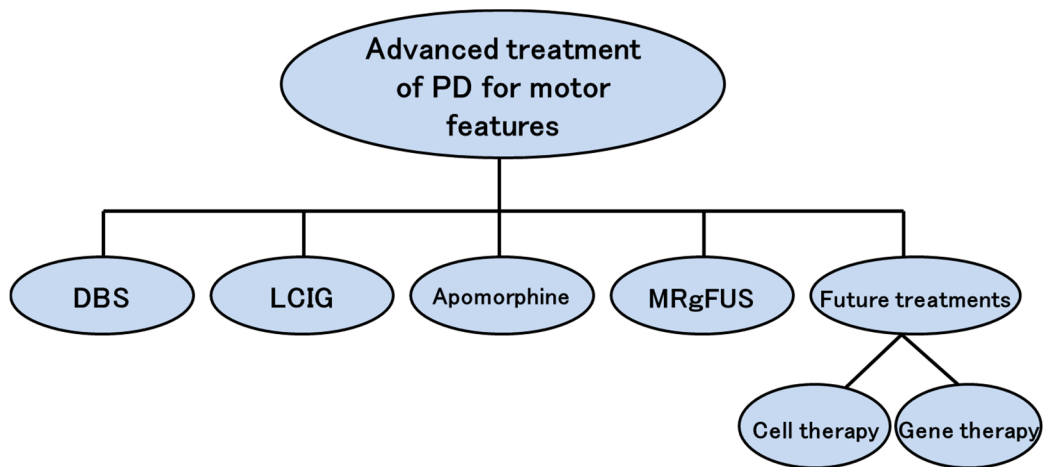 Advanced treatment
of PD for motor
features
DBS
LCIG
Apomorphine
MRgFUS
Future treatments
Cell therapy
Gene therapy